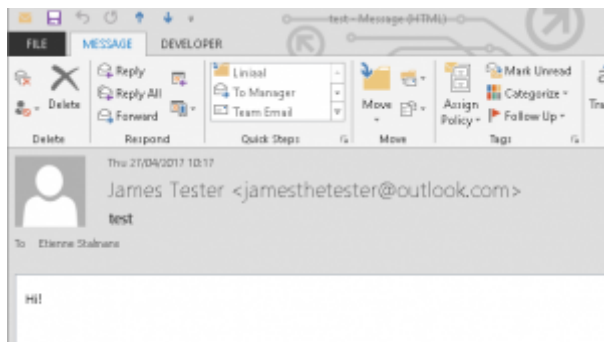 test - Message (HTML)
FILE MESSAGE DEVELOPER
Reply Liniaal Mark Unread
Delete Reply All To Manager Move Assign Policy Categorize
Forward Team Email Follow Up
Delete Respond Quick Steps Move Tags
Thu 27/04/2017 10:17
James Tester <jamesthetester@outlook.com>
test
To Etienne Stalmans
Hi!